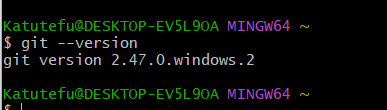 Katutefu@DESKTOP-EV5L9OA MINGW64 ~
$ git --version
git version 2.47.0.windows.2
Katutefu@DESKTOP-EV5L9OA MINGW64 ~
$